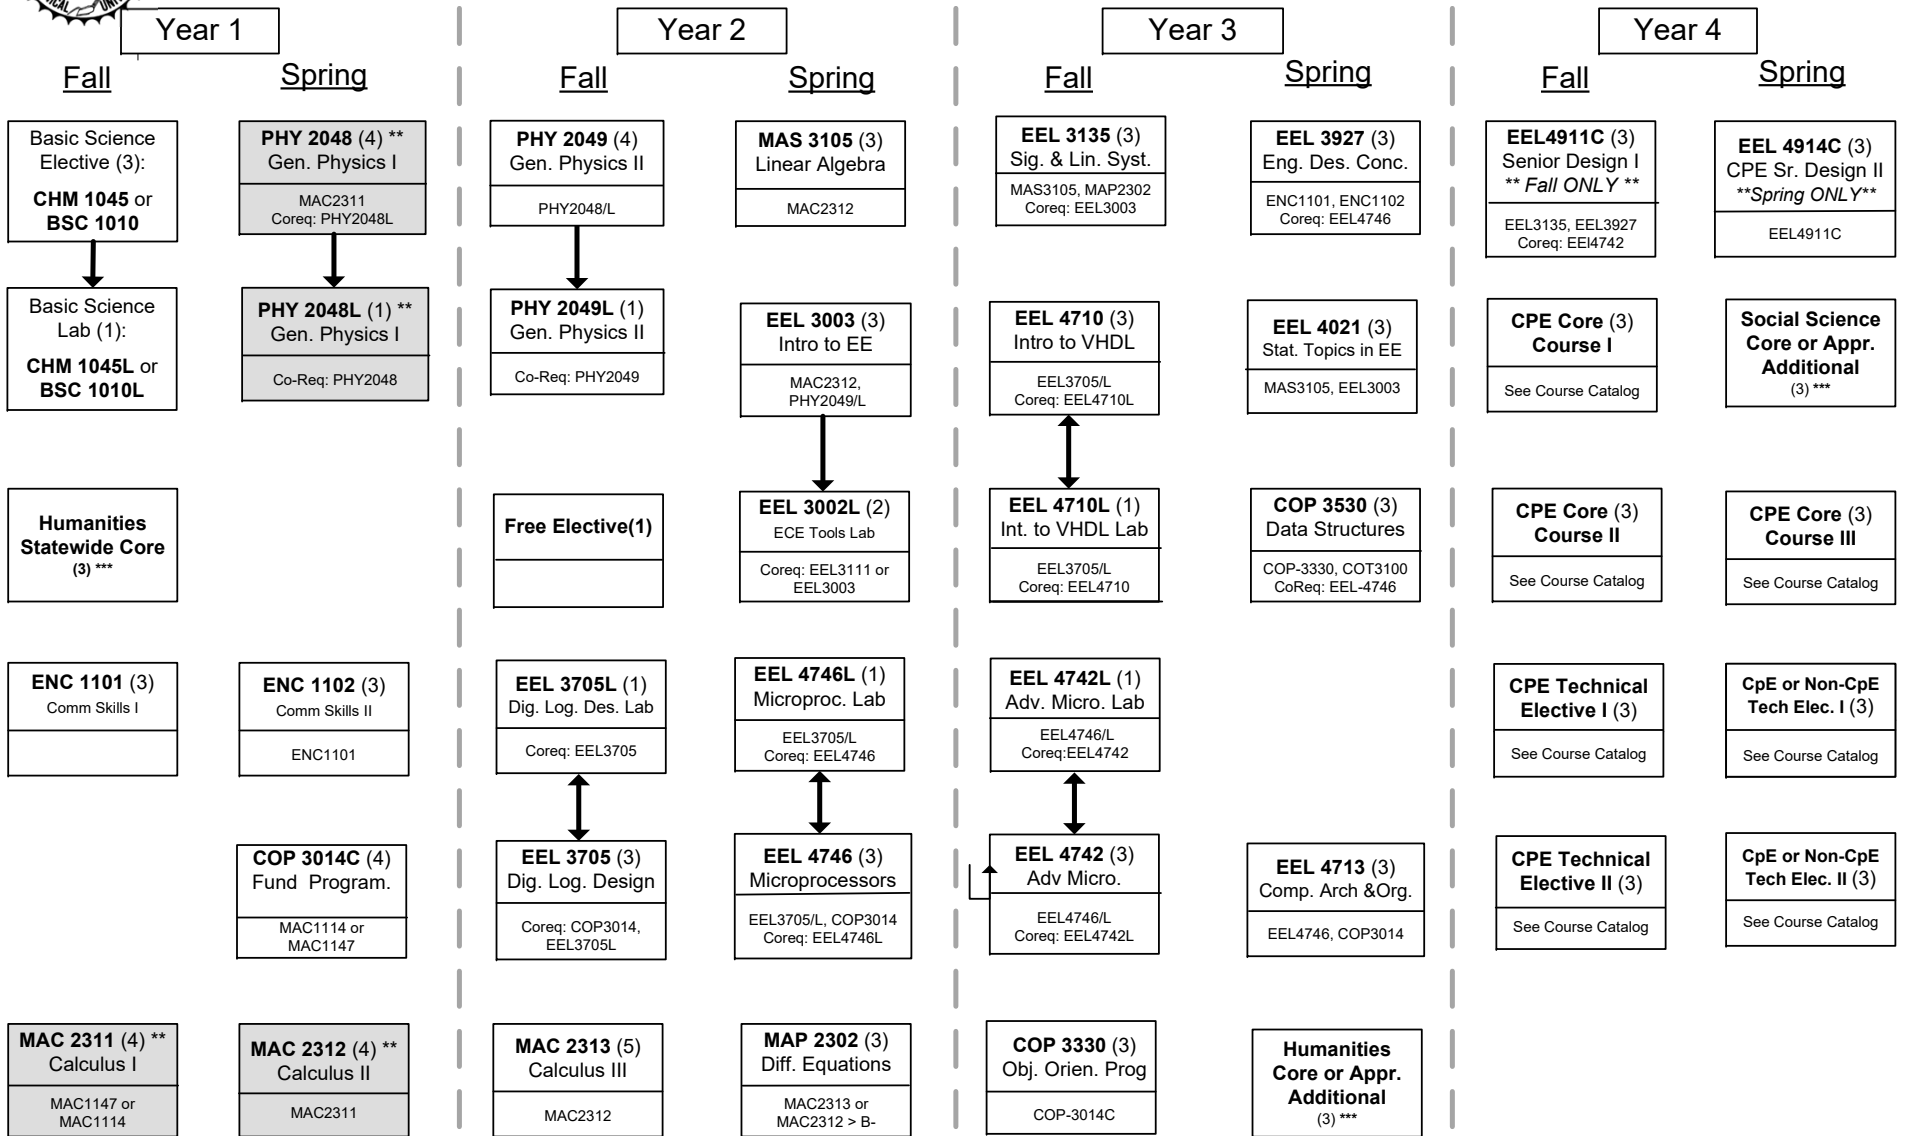 ICAL UNIV
Year 1
Year 2
Year 3
Year 4
Fall
Spring
Fall
Spring
Fall
Spring
Fall
Spring
Basic Science
Elective (3):
CHM 1045 or
BSC 1010
PHY 2048 (4) **
Gen. Physics I
MAC2311
Coreq: PHY2048L
PHY 2049 (4)
Gen. Physics II
PHY2048/L
MAS 3105 (3)
Linear Algebra
MAC2312
EEL 3135 (3)
Sig. & Lin. Syst.
MAS3105, MAP2302
Coreq: EEL3003
EEL 3927 (3)
Eng. Des. Conc.
ENC1101, ENC1102
Coreq: EEL4746
EEL4911C (3)
Senior Design I
** Fall ONLY **
EEL3135, EEL3927
Coreq: EEl4742
EEL 4914C (3)
CPE Sr. Design II
**Spring ONLY**
EEL4911C
Basic Science
Lab (1):
CHM 1045L or
BSC 1010L
PHY 2048L (1) **
Gen. Physics I
Co-Req: PHY2048
PHY 2049L (1)
Gen. Physics II
Co-Req: PHY2049
EEL 3003 (3)
Intro to EE
MAC2312,
PHY2049/L
EEL 4710 (3)
Intro to VHDL
EEL3705/L
Coreq: EEL4710L
EEL 4021 (3)
Stat. Topics in EE
MAS3105, EEL3003
CPE Core (3)
Course I
See Course Catalog
Social Science
Core or Appr.
Additional
(3) ***
Humanities
Statewide Core
(3) ***
Free Elective(1)
EEL 3002L (2)
ECE Tools Lab
Coreq: EEL3111 or
EEL3003
EEL 4710L (1)
Int. to VHDL Lab
EEL3705/L
Coreq: EEL4710
COP 3530 (3)
Data Structures
COP-3330, COT3100
CoReq: EEL-4746
CPE Core (3)
Course II
See Course Catalog
CPE Core (3)
Course III
See Course Catalog
ENC 1101 (3)
Comm Skills I
ENC 1102 (3)
Comm Skills II
ENC1101
EEL 3705L (1)
Dig. Log. Des. Lab
Coreq: EEL3705
EEL 4746L (1)
Microproc. Lab
EEL3705/L
Coreq: EEL4746
EEL 4742L (1)
Adv. Micro. Lab
EEL4746/L
Coreq:EEL4742
CPE Technical
Elective I (3)
See Course Catalog
CpE or Non-CpE
Tech Elec. I (3)
See Course Catalog
COP 3014C (4)
Fund Program.
MAC1114 or
MAC1147
EEL 3705 (3)
Dig. Log. Design
Coreq: COP3014,
EEL3705L
EEL 4746 (3)
Microprocessors
EEL3705/L, COP3014
Coreq: EEL4746L
EEL 4742 (3)
Adv Micro.
EEL4746/L
Coreq: EEL4742L
EEL 4713 (3)
Comp. Arch &Org.
EEL4746, COP3014
CPE Technical
Elective II (3)
See Course Catalog
CpE or Non-CpE
Tech Elec. II (3)
See Course Catalog
MAC 2311 (4) **
Calculus I
MAC1147 or
MAC1114
MAC 2312 (4) **
Calculus II
MAC2311
MAC 2313 (5)
Calculus III
MAC2312
MAP 2302 (3)
Diff. Equations
MAC2313 or
MAC2312 > B-
COP 3330 (3)
Obj. Orien. Prog
COP-3014C
Humanities
Core or Appr.
Additional
(3) ***